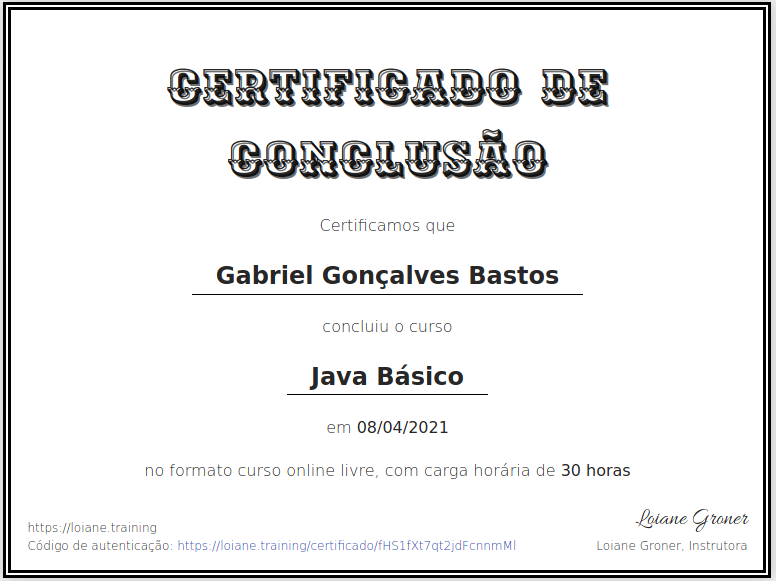 CERTIFICADO DE
CONCLUSÃO
Certificamos que
Gabriel Gonçalves Bastos
concluiu o curso
Java Básico
em 08/04/2021
no formato curso online livre, com carga horária de 30 horas
Loiane Groner
https://loiane.training
Código de autenticação: https://loiane.training/certificado/fHS1fXt7qt2jdFcnnmMl
Loiane Groner, Instrutora